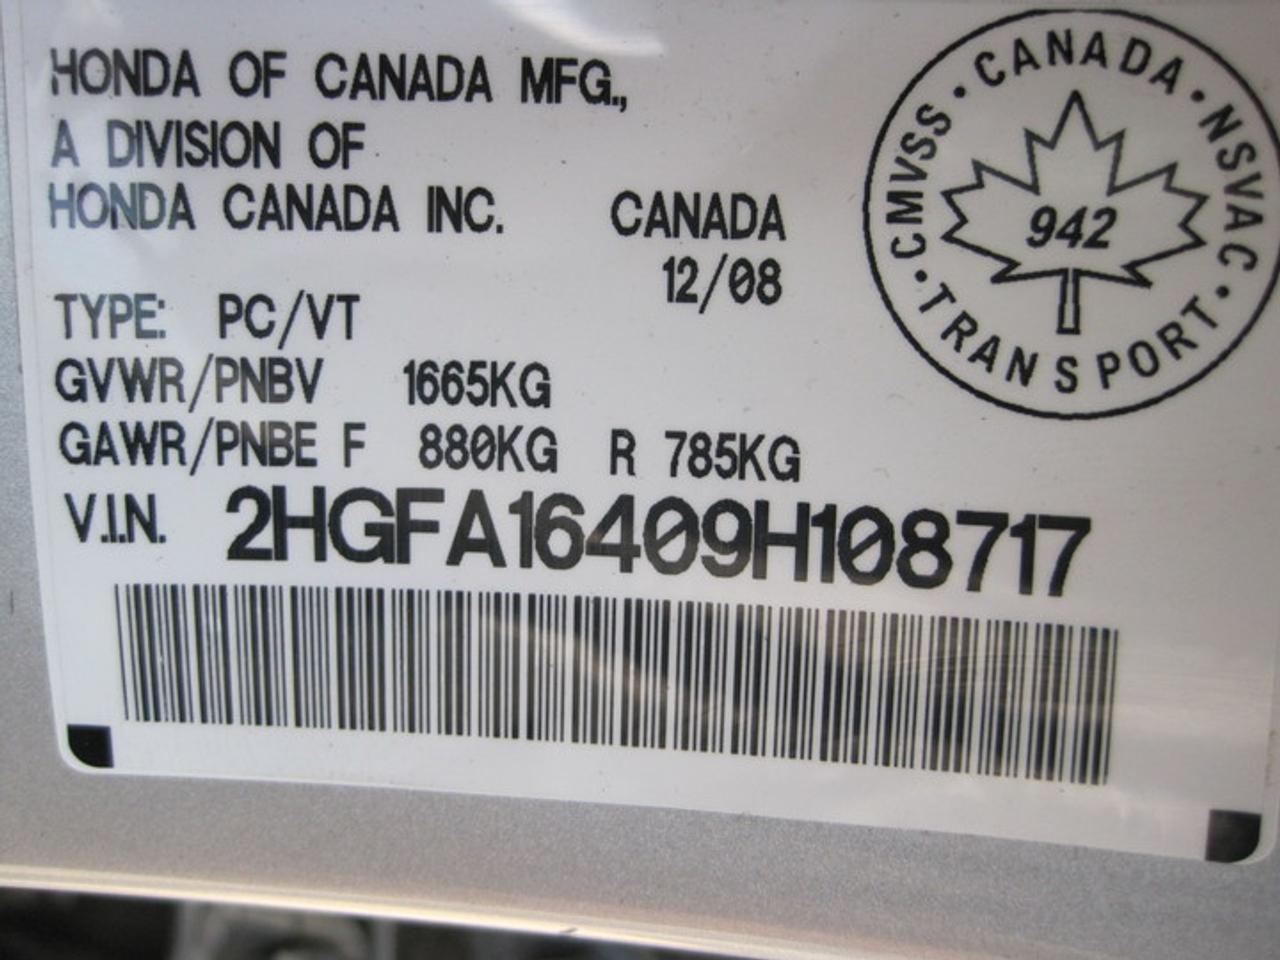 HONDA OF CANADA MFG.,
A DIVISION OF
HONDA CANADA INC.
CANADA
12/08
TYPE: PC/VT
GVWR/PNBV 1665KG
GAWR/PNBE F 880KG R 785KG
V.I.N. 2HGFA16409H108717
CMVSS • CANADA • NSVAC • TRANSPORT •
942